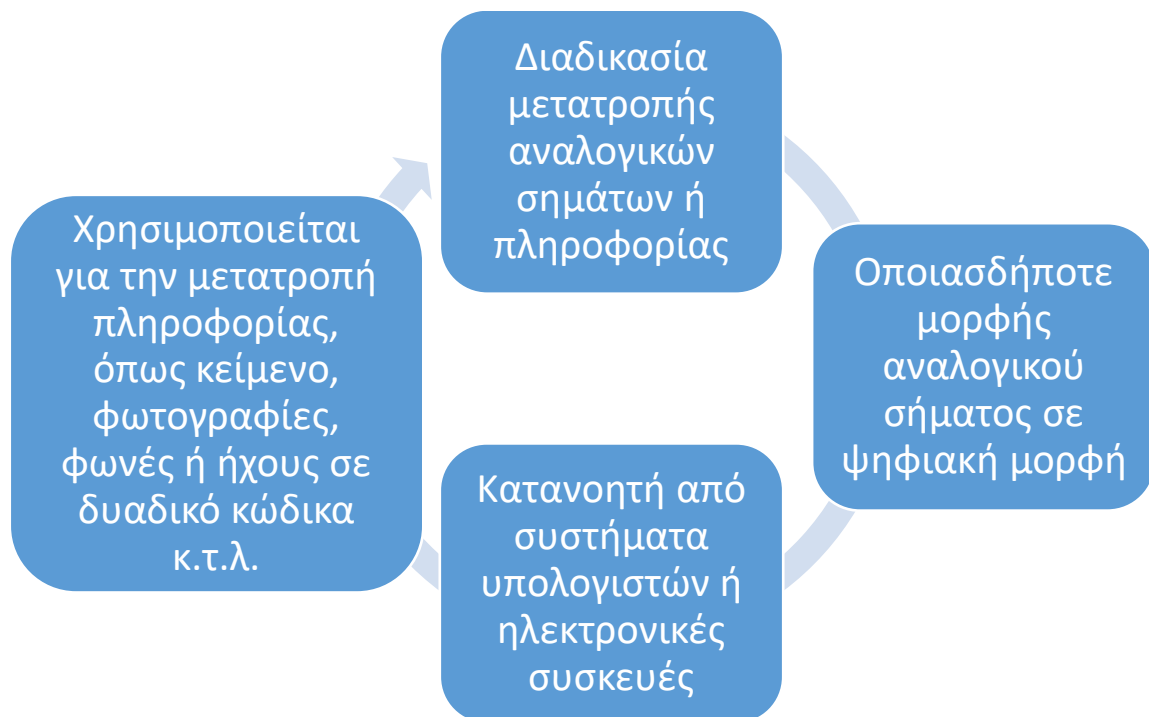 Διαδικασία
μετατροπής
αναλογικών
σημάτων ή
πληροφορίας
Οποιασδήποτε
μορφής
αναλογικού
σήματος σε
ψηφιακή μορφή
Κατανοητή από
συστήματα
υπολογιστών ή
ηλεκτρονικές
συσκευές
Χρησιμοποιείται
για την μετατροπή
πληροφορίας,
όπως κείμενο,
φωτογραφίες,
φωνές ή ήχους σε
δυαδικό κώδικα
κ.τ.λ.